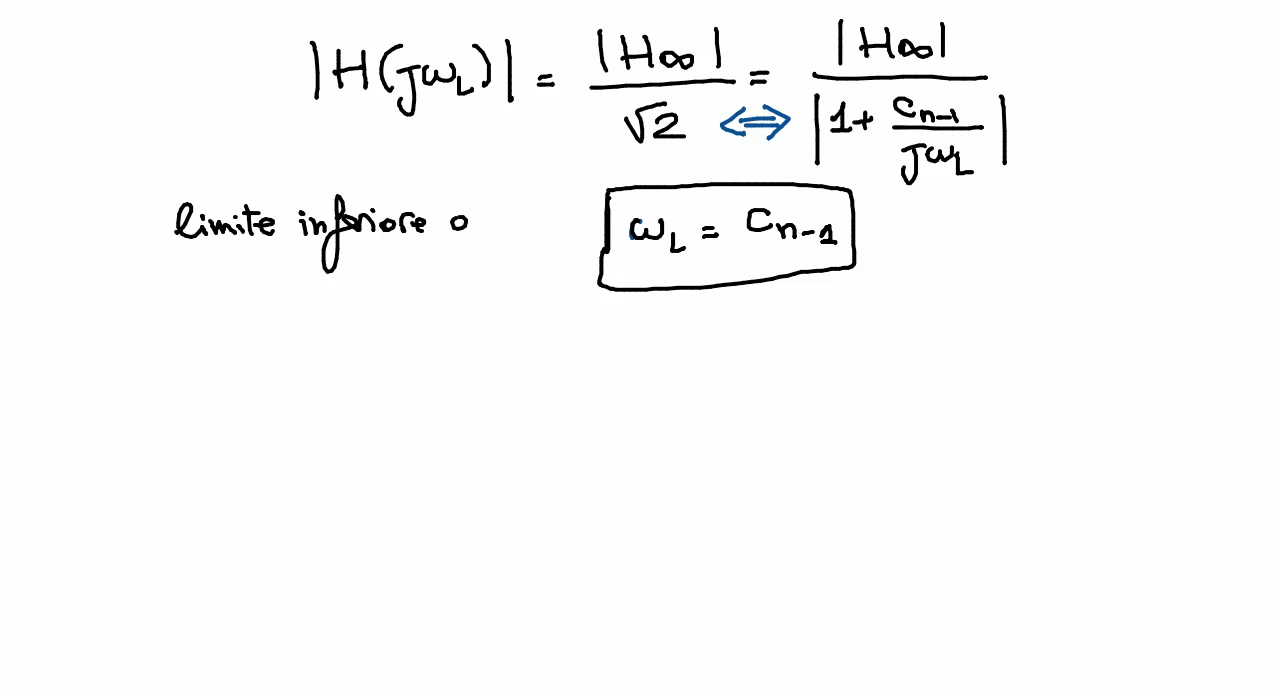 |H(jω_L)| = |H∞| / √2 ⇔ = |H∞| / |1 + C_{n-1} / jω_L|
limite inferiore o
ω_L = C_{n-1}